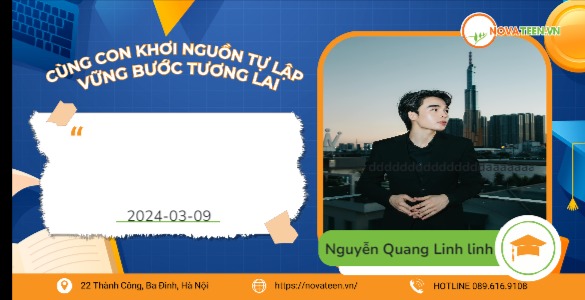 NOVATEEN.VN
CÙNG CON KHƠI NGUỒN TỰ LẬP
VỮNG BƯỚC TƯƠNG LAI
“
2024-03-09
Nguyễn Quang Linh linh
22 Thành Công, Ba Đình, Hà Nội
https://novateen.vn/
HOTLINE 089.616.9108